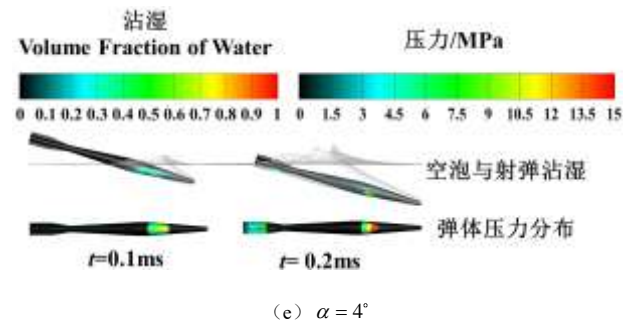 沾湿
Volume Fraction of Water
压力/MPa
0 0.1 0.2 0.3 0.4 0.5 0.6 0.7 0.8 0.9 1
0 1.5 3 4.5 6 7.5 9 10.5 12 13.5 15
空泡与射弹沾湿
弹体压力分布
t=0.1ms
t= 0.2ms
（e） α = 4°